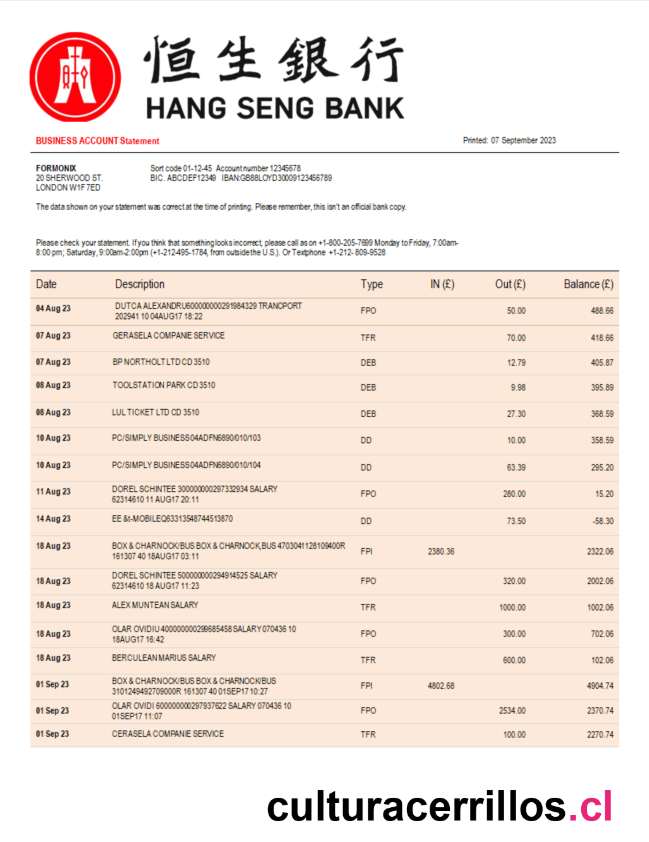 恒生銀行
HANG SENG BANK
BUSINESS ACCOUNT Statement
Printed: 07 September 2023
FORMONIX
20 SHERWOOD ST.
LONDON W1F 7ED
Sort code 01-12-45 Account number 12345678
BIC: ABCDEF12349 IBAN:GB88LOYD30009123456789
The data shown on your statement was correct at the time of printing. Please remember, this isn't an official bank copy.
Please check your statement. If you think that something looks incorrect, please call as on +1-800-205-7699 Monday to Friday, 7:00am-
8:00 pm; Saturday, 9:00am-2:00pm (+1-212-495-1784, from outside the U.S.). Or Textphone +1-212- 809-9528
Date Description Type IN (£) Out (£) Balance (£)
04 Aug 23 DUTCA ALEXANDRU600000000291984329 TRANCPORT FPO 50.00 488.66
202941 10 04AUG17 18:22
07 Aug 23 GERASELA COMPANIE SERVICE TFR 70.00 418.66
07 Aug 23 BP NORTHOLT LTD CD 3510 DEB 12.79 405.87
08 Aug 23 TOOLSTATION PARK CD 3510 DEB 9.98 395.89
08 Aug 23 LUL TICKET LTD CD 3510 DEB 27.30 368.59
10 Aug 23 PC/SIMPLY BUSINESS04ADFN6890/010/103 DD 10.00 358.59
10 Aug 23 PC/SIMPLY BUSINESS04ADFN6890/010/104 DD 63.39 295.20
11 Aug 23 DOREL SCHINTEE 300000000297332934 SALARY FPO 280.00 15.20
62314610 11 AUG17 20:11
14 Aug 23 EE &t-MOBILEQ63313548744513870 DD 73.50 -58.30
18 Aug 23 BOX & CHARNOCK/BUS BOX & CHARNOCK,BUS 4703041128109400R FPI 2380.36 2322.06
161307 40 18AUG17 03:11
18 Aug 23 DOREL SCHINTEE 500000000294914525 SALARY FPO 320.00 2002.06
62314610 18 AUG17 11:23
18 Aug 23 ALEX MUNTEAN SALARY TFR 1000.00 1002.06
18 Aug 23 OLAR OVIDIU 400000000299685458 SALARY 070436 10 FPO 300.00 702.06
18AUG17 16:42
18 Aug 23 BERCULEAN MARIUS SALARY TFR 600.00 102.06
01 Sep 23 BOX & CHARNOCK/BUS BOX & CHARNOCK/BUS FPI 4802.68 4904.74
3101249492709000R 161307 40 01SEP17 10:27
01 Sep 23 OLAR OVIDI 600000000297937622 SALARY 070436 10 FPO 2534.00 2370.74
01SEP17 11:07
01 Sep 23 CERASELA COMPANIE SERVICE TFR 100.00 2270.74
culturacerrillos.cl